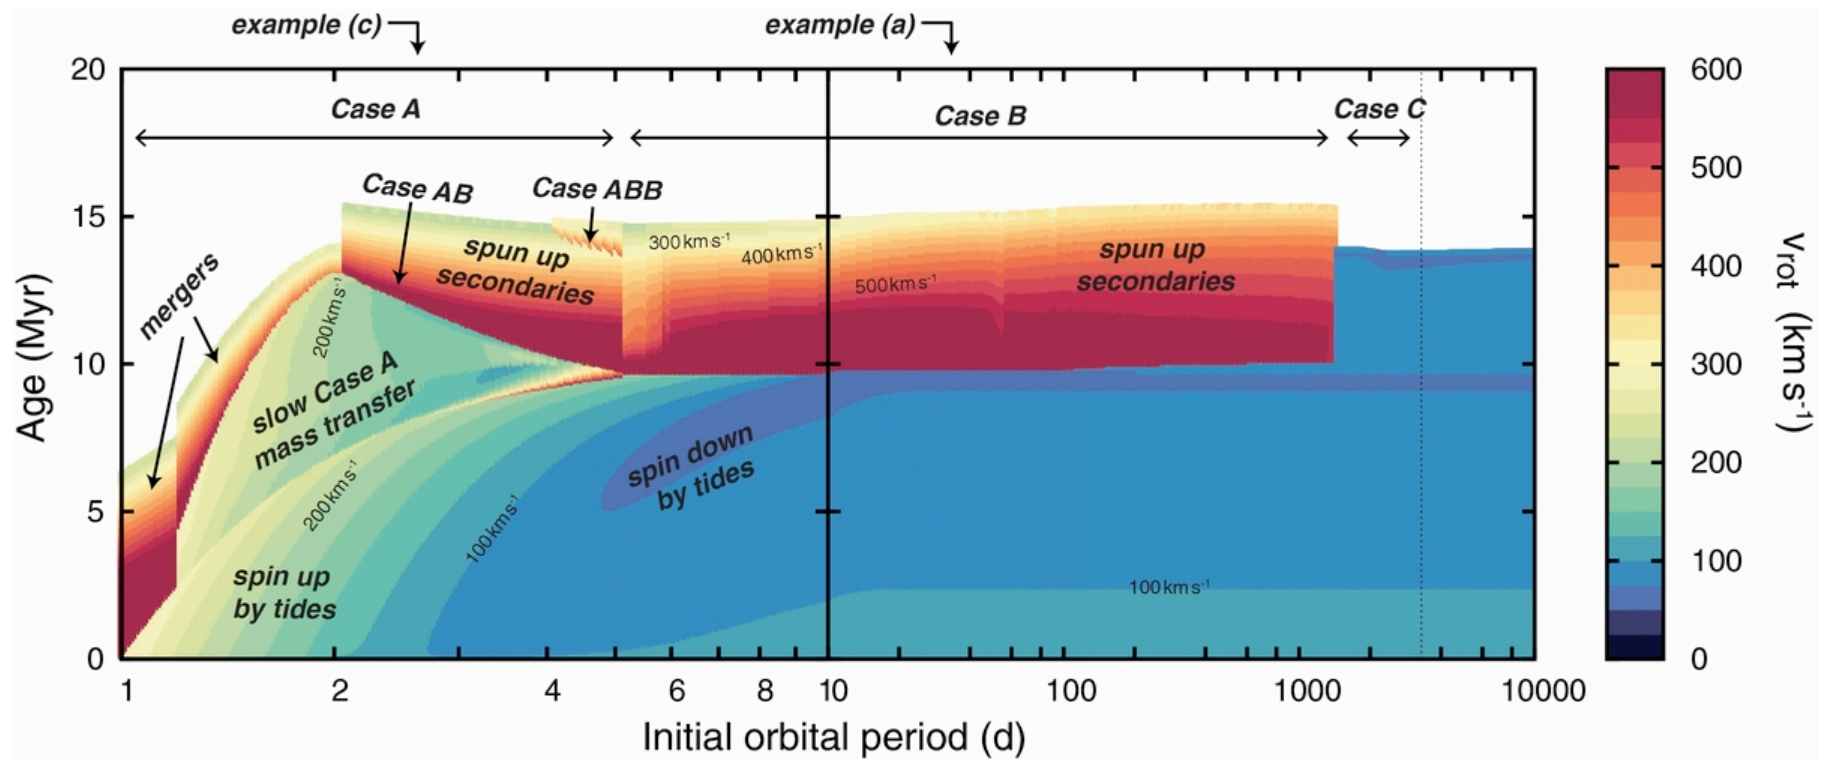 example (c)
example (a)
20
15
10
5
0
Age (Myr)
Case A
Case B
Case C
Case AB
Case ABB
mergers
spun up
secondaries
300 km s⁻¹
400 km s⁻¹
500 km s⁻¹
spun up
secondaries
200 km s⁻¹
slow Case A
mass transfer
200 km s⁻¹
100 km s⁻¹
spin down
by tides
spin up
by tides
100 km s⁻¹
1
2
4
6
8
10
100
1000
10000
Initial orbital period (d)
600
500
400
300
200
100
0
vrot (km s⁻¹)